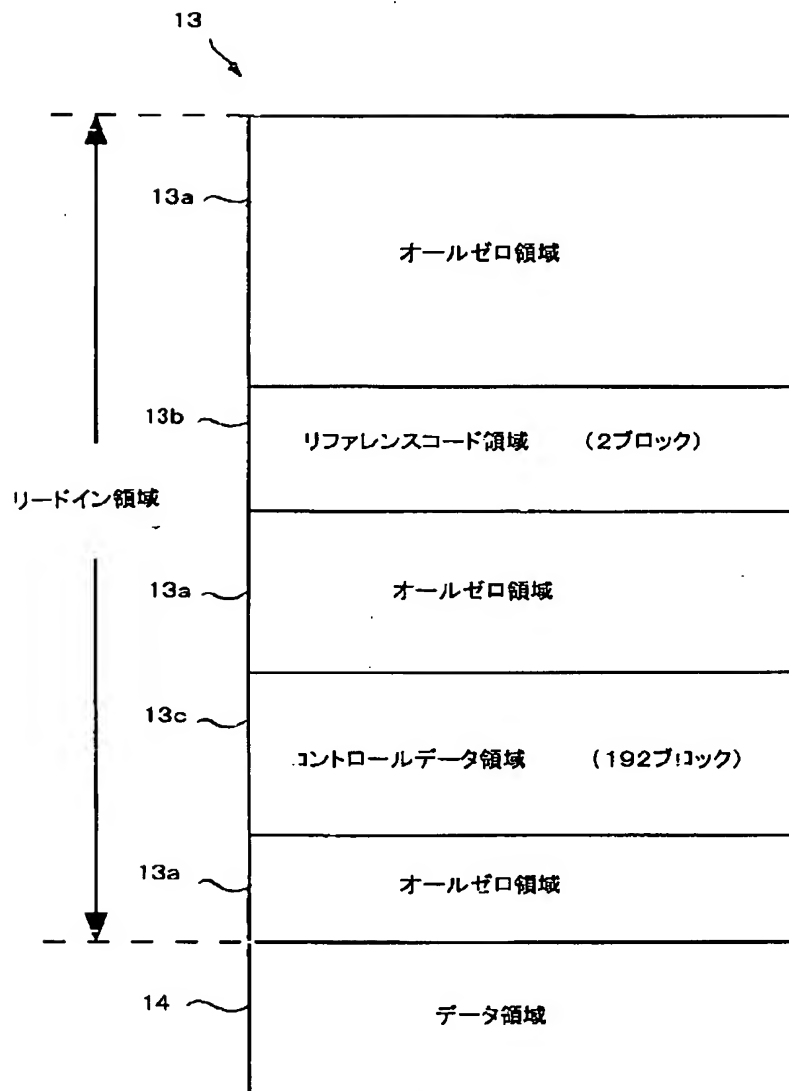 13
13a
オールゼロ領域
13b
リファレンスコード領域 (2ブロック)
リードイン領域
13a
オールゼロ領域
13c
コントロールデータ領域 (192ブロック)
13a
オールゼロ領域
14
データ領域